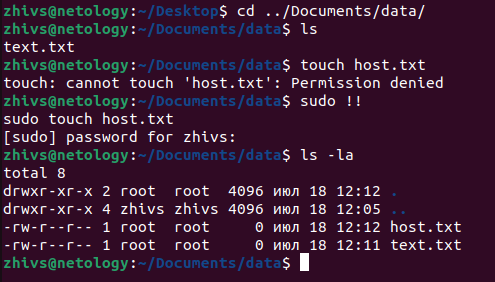 zhivs@netology:~/Desktop$ cd ../Documents/data/
zhivs@netology:~/Documents/data$ ls
text.txt
zhivs@netology:~/Documents/data$ touch host.txt
touch: cannot touch 'host.txt': Permission denied
zhivs@netology:~/Documents/data$ sudo !!
sudo touch host.txt
[sudo] password for zhivs:
zhivs@netology:~/Documents/data$ ls -la
total 8
drwxr-xr-x 2 root  root  4096 июл 18 12:12 .
drwxr-xr-x 4 zhivs zhivs 4096 июл 18 12:05 ..
-rw-r--r-- 1 root  root     0 июл 18 12:12 host.txt
-rw-r--r-- 1 root  root     0 июл 18 12:11 text.txt
zhivs@netology:~/Documents/data$